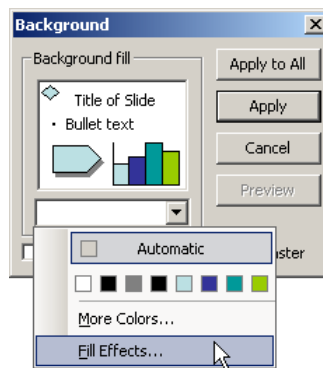 Background
Background fill
Apply to All
Title of Slide
• Bullet text
Apply
Cancel
Preview
Automatic
More Colors...
Fill Effects...